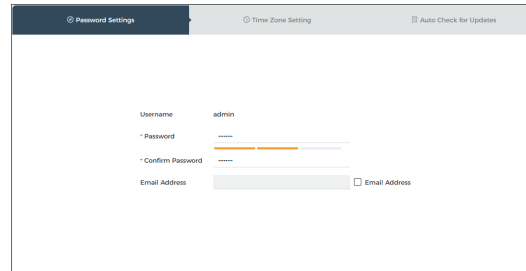 Password Settings
Time Zone Setting
Auto Check for Updates
Username admin
* Password ••••••
* Confirm Password ••••••
Email Address Email Address